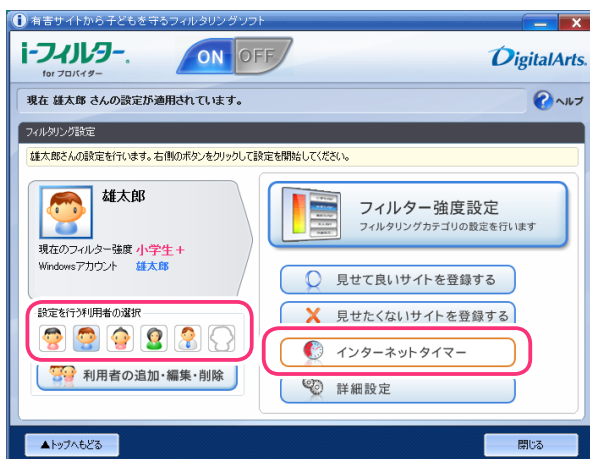 有害サイトから子どもを守るフィルタリングソフト
i-フィルター.
for プロバイダー
ON OFF
DigitalArts.
現在 雄太郎 さんの設定が適用されています。
ヘルプ
フィルタリング設定
雄太郎さんの設定を行います。右側のボタンをクリックして設定を開始してください。
雄太郎
現在のフィルター強度 小学生+
Windowsアカウント 雄太郎
設定を行う利用者の選択
利用者の追加・編集・削除
フィルター強度設定
フィルタリングカテゴリの設定を行います
見せて良いサイトを登録する
見せたくないサイトを登録する
インターネットタイマー
詳細設定
▲トップへもどる
閉じる